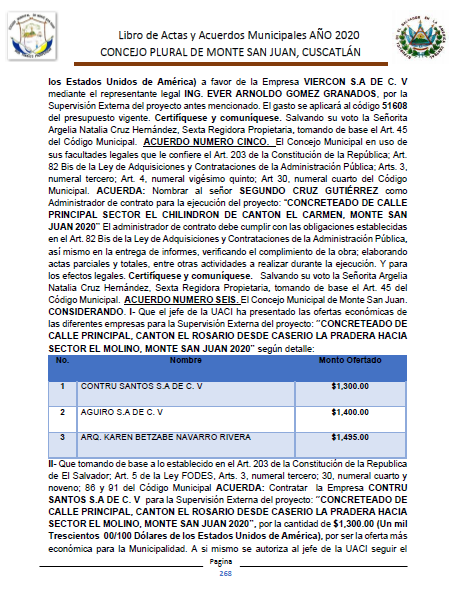 Libro de Actas y Acuerdos Municipales AÑO 2020
CONCEJO PLURAL DE MONTE SAN JUAN, CUSCATLÁN
los Estados Unidos de América) a favor de la Empresa VIERCON S.A DE C. V
mediante el representante legal ING. EVER ARNOLDO GOMEZ GRANADOS, por la
Supervisión Externa del proyecto antes mencionado. El gasto se aplicará al código 51608
del presupuesto vigente. Certifíquese y comuníquese. Salvando su voto la Señorita
Argelia Natalia Cruz Hernández, Sexta Regidora Propietaria, tomando de base el Art. 45
del Código Municipal. ACUERDO NUMERO CINCO. El Concejo Municipal en uso de
sus facultades legales que le confiere el Art. 203 de la Constitución de la República; Art.
82 Bis de la Ley de Adquisiciones y Contrataciones de la Administración Pública; Arts. 3,
numeral tercero; Art. 4, numeral vigésimo quinto; Art 30, numeral cuarto del Código
Municipal. ACUERDA: Nombrar al señor SEGUNDO CRUZ GUTIÉRREZ como
Administrador de contrato para la ejecución del proyecto: “CONCRETEADO DE CALLE
PRINCIPAL SECTOR EL CHILINDRON DE CANTON EL CARMEN, MONTE SAN
JUAN 2020” El administrador de contrato debe cumplir con las obligaciones establecidas
en el Art. 82 Bis de la Ley de Adquisiciones y Contrataciones de la Administración Pública,
así mismo en la entrega de informes, verificando el complimiento de la obra; elaborando
actas parciales y totales, entre otras actividades a realizar durante la ejecución. Y para
los efectos legales. Certifíquese y comuníquese. Salvando su voto la Señorita Argelia
Natalia Cruz Hernández, Sexta Regidora Propietaria, tomando de base el Art. 45 del
Código Municipal. ACUERDO NUMERO SEIS. El Concejo Municipal de Monte San Juan.
CONSIDERANDO. I- Que el jefe de la UACI ha presentado las ofertas económicas de
las diferentes empresas para la Supervisión Externa del proyecto: “CONCRETEADO DE
CALLE PRINCIPAL, CANTON EL ROSARIO DESDE CASERIO LA PRADERA HACIA
SECTOR EL MOLINO, MONTE SAN JUAN 2020” según detalle:
No. Nombre Monto Ofertado
1 CONTRU SANTOS S.A DE C. V $1,300.00
2 AGUIRO S.A DE C. V $1,400.00
3 ARQ. KAREN BETZABE NAVARRO RIVERA $1,495.00
II- Que tomando de base a lo establecido en el Art. 203 de la Constitución de la Republica
de El Salvador; Art. 5 de la Ley FODES, Arts. 3, numeral tercero; 30, numeral cuarto y
noveno; 86 y 91 del Código Municipal ACUERDA: Contratar la Empresa CONTRU
SANTOS S.A DE C. V para la Supervisión Externa del proyecto: “CONCRETEADO DE
CALLE PRINCIPAL, CANTON EL ROSARIO DESDE CASERIO LA PRADERA HACIA
SECTOR EL MOLINO, MONTE SAN JUAN 2020”, por la cantidad de $1,300.00 (Un mil
Trescientos 00/100 Dólares de los Estados Unidos de América), por ser la oferta más
económica para la Municipalidad. A si mismo se autoriza al jefe de la UACI seguir el
Pagina
268